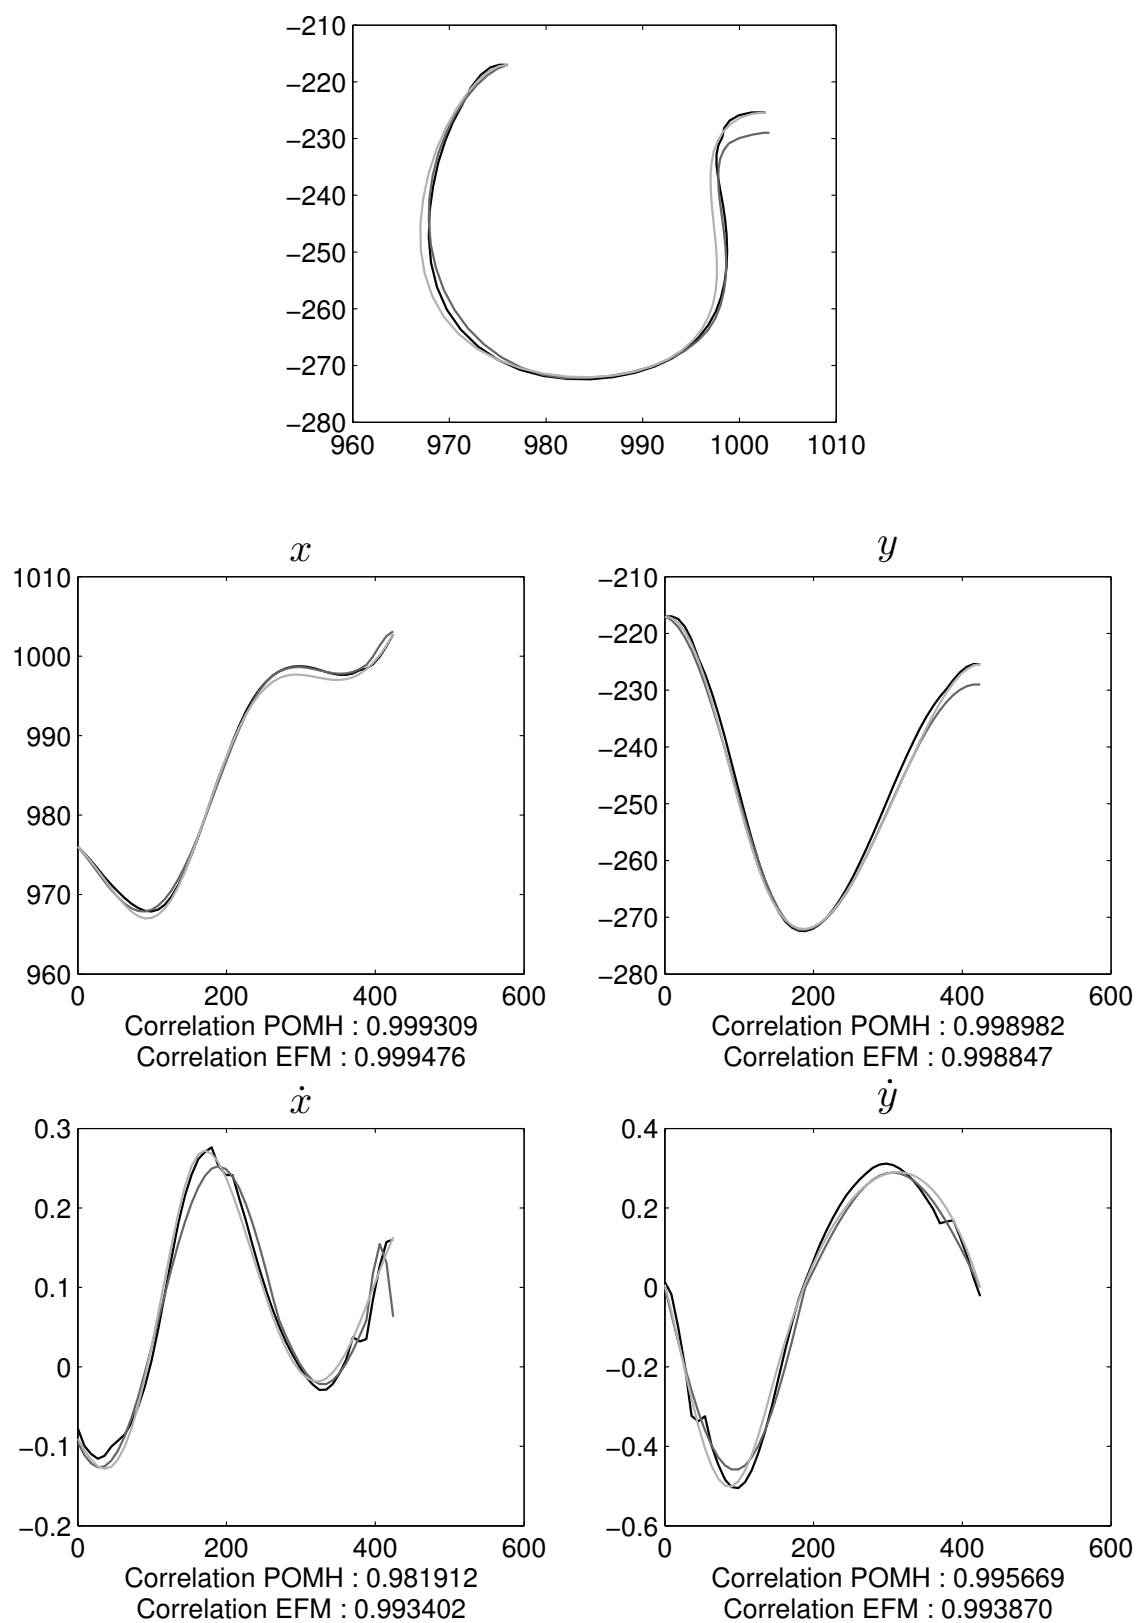 −210
−220
−230
−240
−250
−260
−270
−280
960 970 980 990 1000 1010
x
1010
1000
990
980
970
960
0 200 400 600
Correlation POMH : 0.999309
Correlation EFM : 0.999476
y
−210
−220
−230
−240
−250
−260
−270
−280
0 200 400 600
Correlation POMH : 0.998982
Correlation EFM : 0.998847
ẋ
0.3
0.2
0.1
0
−0.1
−0.2
0 200 400 600
Correlation POMH : 0.981912
Correlation EFM : 0.993402
ẏ
0.4
0.2
0
−0.2
−0.4
−0.6
0 200 400 600
Correlation POMH : 0.995669
Correlation EFM : 0.993870